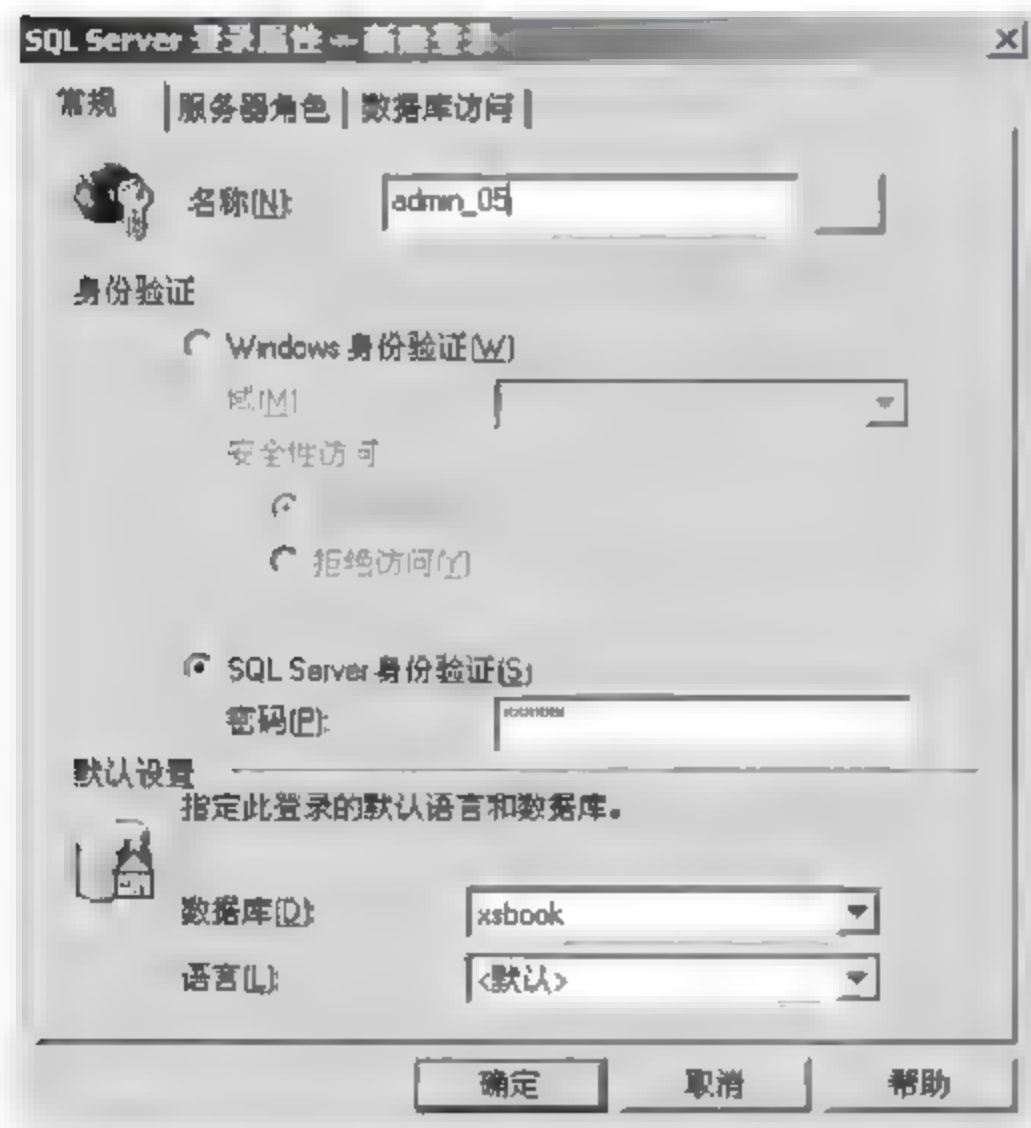 SQL Server 登录属性 - 新建登录
常规 服务器角色 数据库访问
名称(N): admin_05
身份验证
Windows 身份验证(W)
域(M)
安全性访问
拒绝访问(Y)
SQL Server 身份验证(S)
密码(P):
默认设置
指定此登录的默认语言和数据库。
数据库(D): xsbook
语言(L): <默认>
确定 取消 帮助